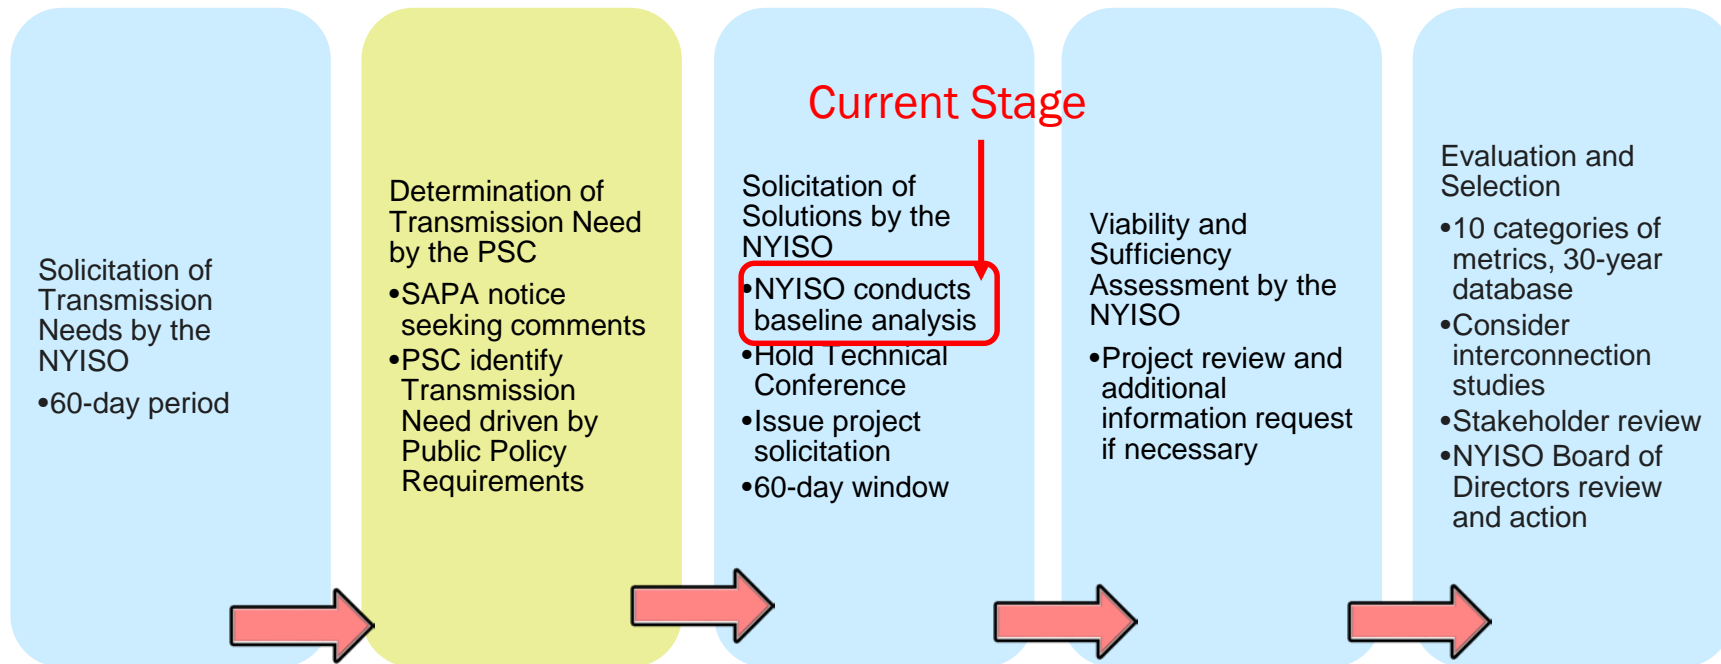 Solicitation of
Transmission
Needs by the
NYISO
•60-day period
Determination of
Transmission Need
by the PSC
•SAPA notice
seeking comments
•PSC identify
Transmission
Need driven by
Public Policy
Requirements
Current Stage
Solicitation of
Solutions by the
NYISO
•NYISO conducts
baseline analysis
•Hold Technical
Conference
•Issue project
solicitation
•60-day window
Viability and
Sufficiency
Assessment by the
NYISO
•Project review and
additional
information request
if necessary
Evaluation and
Selection
•10 categories of
metrics, 30-year
database
•Consider
interconnection
studies
•Stakeholder review
•NYISO Board of
Directors review
and action